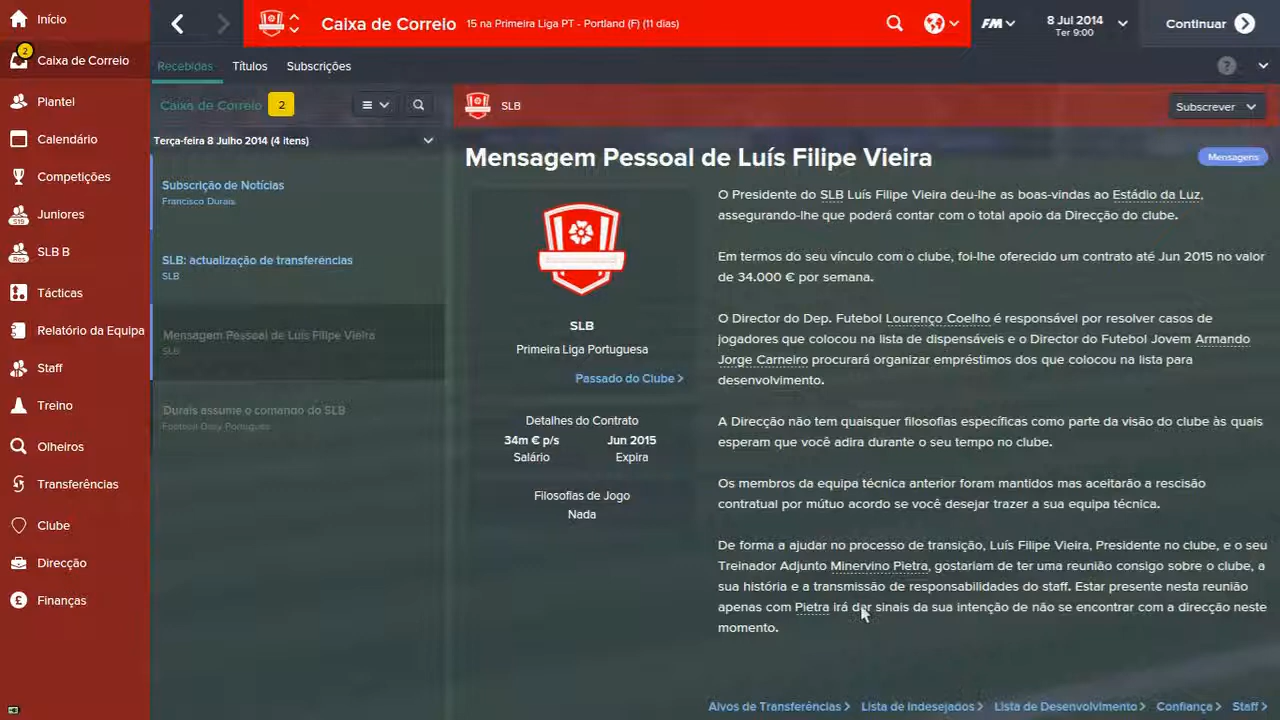 Início
2
Caixa de Correio
Plantel
Calendário
Competições
S19
Juniores
Res
SLB B
Tácticas
Relatório da Equipa
Staff
Treino
Olheiros
Transferências
Clube
Direcção
Finanças
Caixa de Correio 15 na Primeira Liga PT - Portland (F) (11 dias)
FM
8 Jul 2014
Ter 9:00
Continuar
Recebidas Títulos Subscrições
Caixa de Correio 2
Terça-feira 8 Julho 2014 (4 itens)
Subscrição de Notícias
Francisco Durais
SLB: actualização de transferências
SLB
Mensagem Pessoal de Luís Filipe Vieira
SLB
Durais assume o comando do SLB
Football Daily Portugues
SLB
Subscrever
Mensagem Pessoal de Luís Filipe Vieira
Mensagens
SLB
Primeira Liga Portuguesa
Passado do Clube >
Detalhes do Contrato
34m € p/s Jun 2015
Salário Expira
Filosofias de Jogo
Nada
O Presidente do SLB Luís Filipe Vieira deu-lhe as boas-vindas ao Estádio da Luz,
assegurando-lhe que poderá contar com o total apoio da Direcção do clube.
Em termos do seu vínculo com o clube, foi-lhe oferecido um contrato até Jun 2015 no valor
de 34.000 € por semana.
O Director do Dep. Futebol Lourenço Coelho é responsável por resolver casos de
jogadores que colocou na lista de dispensáveis e o Director do Futebol Jovem Armando
Jorge Carneiro procurará organizar empréstimos dos que colocou na lista para
desenvolvimento.
A Direcção não tem quaisquer filosofias específicas como parte da visão do clube às quais
esperam que você adira durante o seu tempo no clube.
Os membros da equipa técnica anterior foram mantidos mas aceitarão a rescisão
contratual por mútuo acordo se você desejar trazer a sua equipa técnica.
De forma a ajudar no processo de transição, Luís Filipe Vieira, Presidente no clube, e o seu
Treinador Adjunto Minervino Pietra, gostariam de ter uma reunião consigo sobre o clube, a
sua história e a transmissão de responsabilidades do staff. Estar presente nesta reunião
apenas com Pietra irá dar sinais da sua intenção de não se encontrar com a direcção neste
momento.
Alvos de Transferências > Lista de Indesejados > Lista de Desenvolvimento > Confiança > Staff >